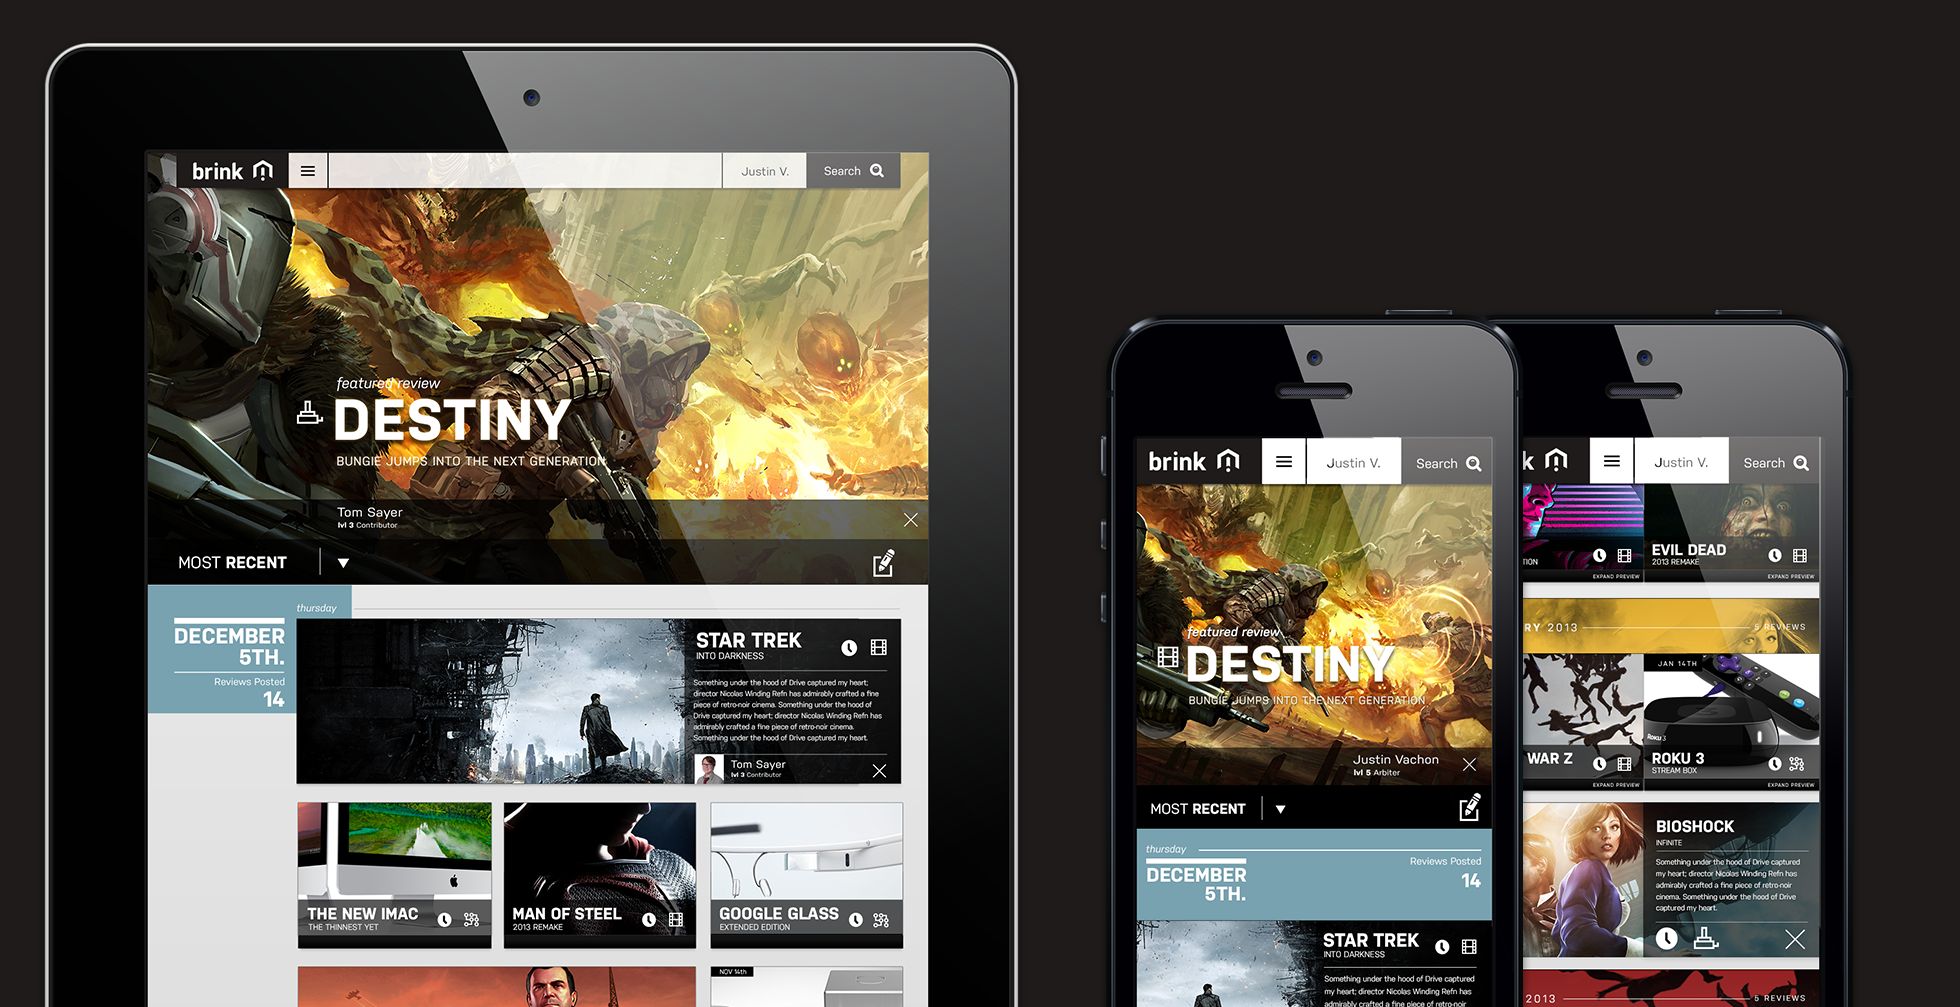 brink
Justin V.
Search
featured review
DESTINY
BUNGIE JUMPS INTO THE NEXT GENERATION
Tom Sayer
lvl 3 Contributor
MOST RECENT
thursday
DECEMBER
5TH.
Reviews Posted
14
STAR TREK
INTO DARKNESS
Something under the hood of Drive captured my heart;
director Nicolas Winding Refn has admirably crafted a fine
piece of retro-noir cinema. Something under the hood of
Drive captured my heart; director Nicolas Winding Refn has
admirably crafted a fine piece of retro-noir cinema.
Something under the hood of Drive captured my heart.
Tom Sayer
lvl 3 Contributor
THE NEW IMAC
THE THINNEST YET
MAN OF STEEL
2013 REMAKE
GOOGLE GLASS
EXTENDED EDITION
NOV 14th
brink
Justin V.
Search
featured review
DESTINY
BUNGIE JUMPS INTO THE NEXT GENERATION
Justin Vachon
lvl 5 Arbiter
MOST RECENT
thursday
DECEMBER
5TH.
Reviews Posted
14
STAR TREK
INTO DARKNESS
Something under the hood of Drive captured
my heart; director Nicolas Winding Refn has
k
Justin V.
Search
TION
EXPAND PREVIEW
EVIL DEAD
2013 REMAKE
EXPAND PREVIEW
RY 2013
5 REVIEWS
WAR Z
EXPAND PREVIEW
JAN 14TH
ROKU 3
ROKU 3
STREAM BOX
EXPAND PREVIEW
BIOSHOCK
INFINITE
Something under the hood of Drive captured
my heart; director Nicolas Winding Refn has
admirably crafted a fine piece of retro-noir
cinema. Something under the hood of Drive
captured my heart.
2013
5 REVIEWS